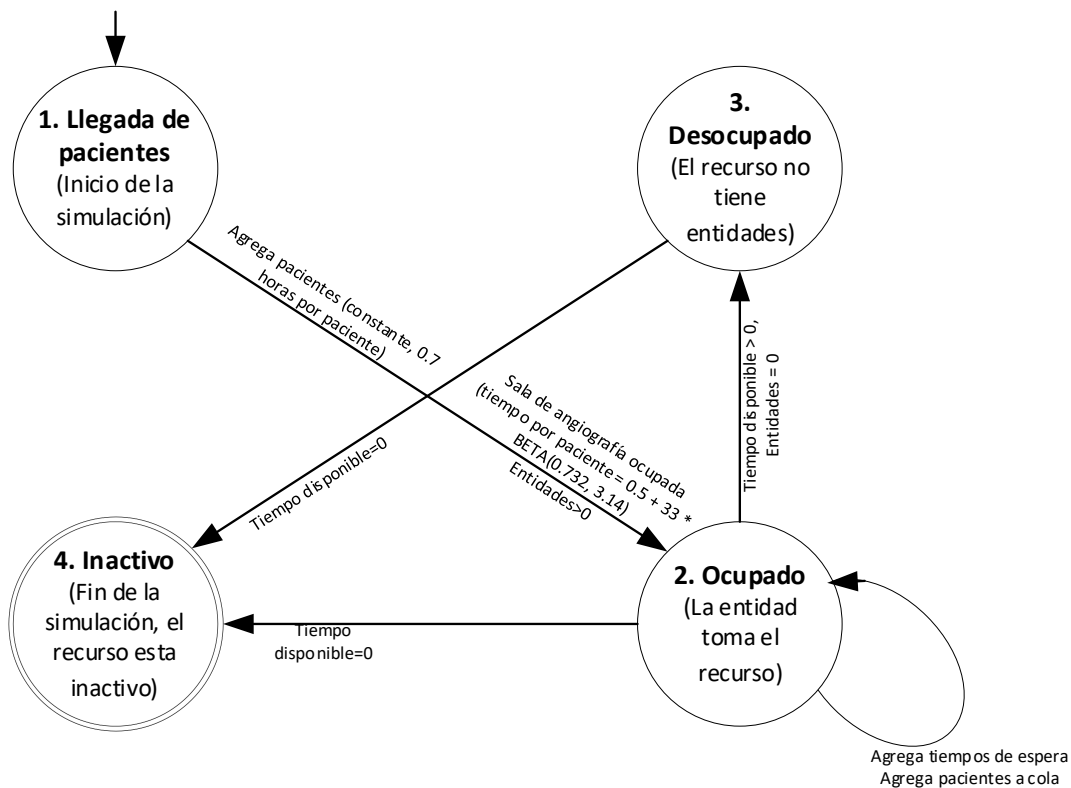 1. Llegada de
pacientes
(Inicio de la
simulación)
3.
Desocupado
(El recurso no
tiene
entidades)
Agrega pacientes (constante, 0.7
horas por paciente)
Sala de angiografía ocupada
(tiempo por paciente= 0.5 + 33 *
BETA(0.732, 3.14)
Entidades>0
Tiempo disponible > 0,
Entidades = 0
Tiempo disponible=0
4. Inactivo
(Fin de la
simulación, el
recurso esta
inactivo)
Tiempo
disponible=0
2. Ocupado
(La entidad
toma el
recurso)
Agrega tiempos de espera
Agrega pacientes a cola